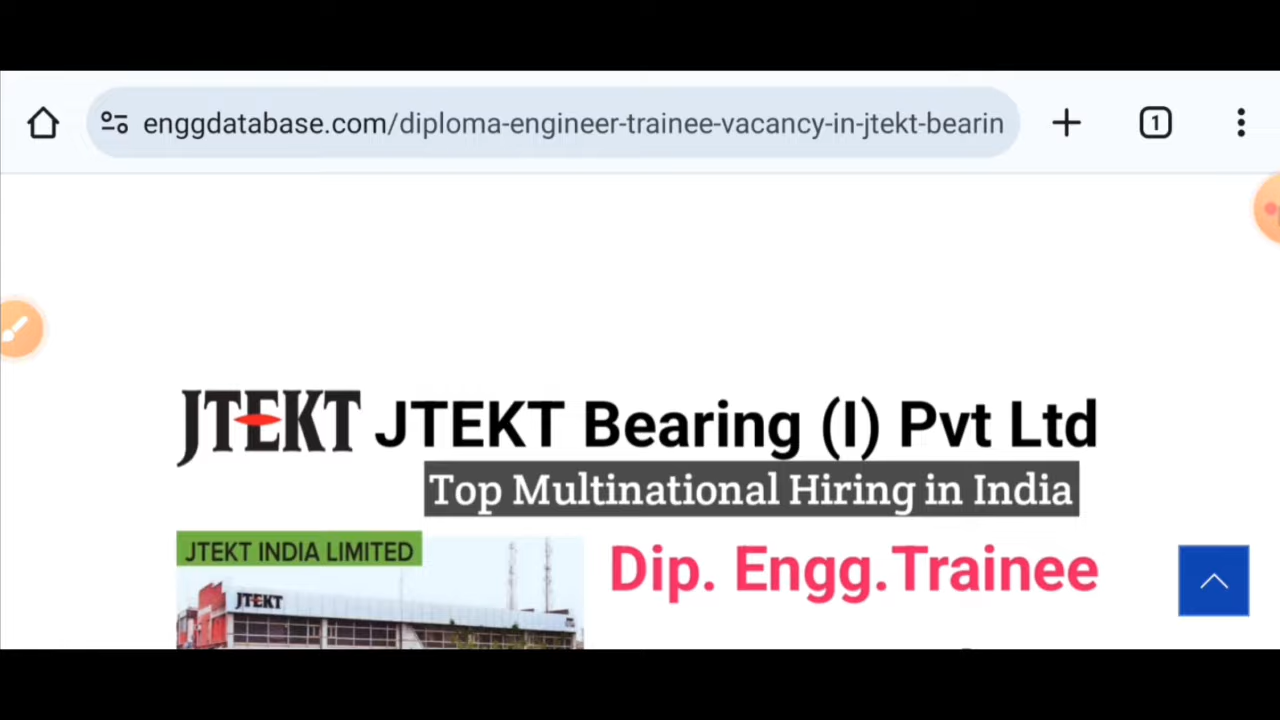 enggdatabase.com/diploma-engineer-trainee-vacancy-in-jtekt-bearin
1
JTEKT JTEKT Bearing (I) Pvt Ltd
Top Multinational Hiring in India
JTEKT INDIA LIMITED
Dip. Engg.Trainee
JTEKT